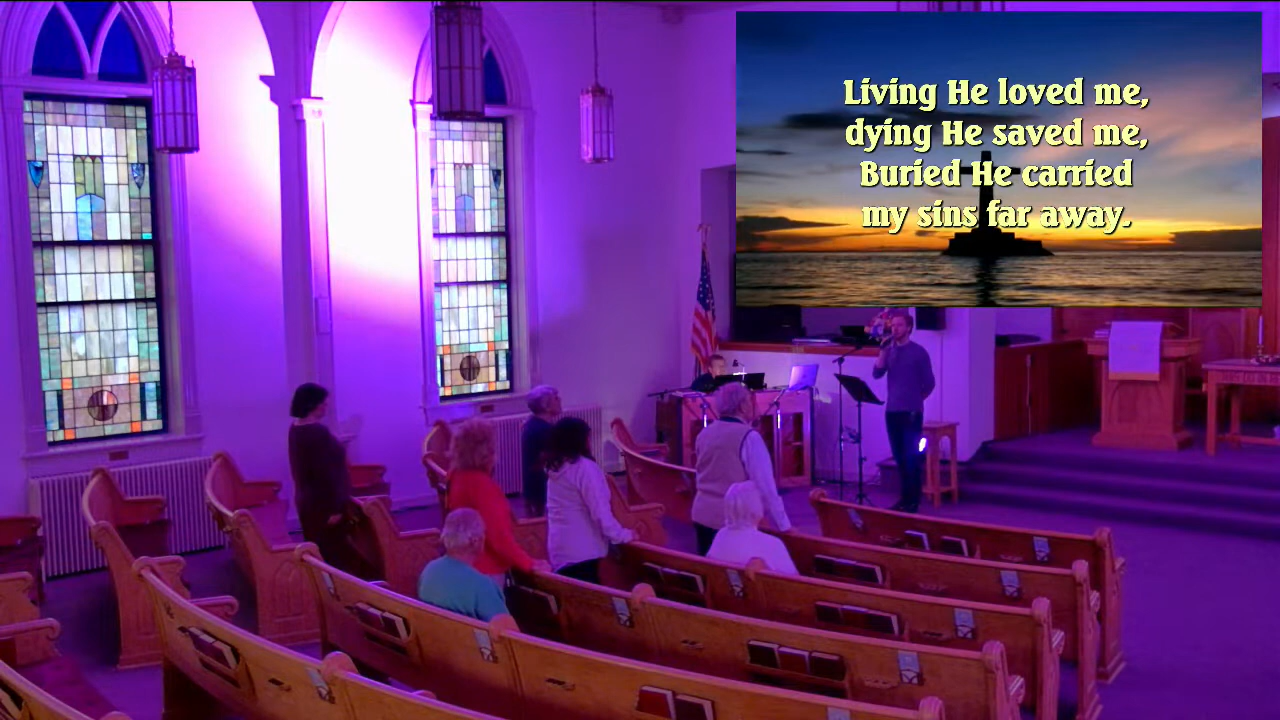 Living He loved me,
dying He saved me,
Buried He carried
my sins far away.